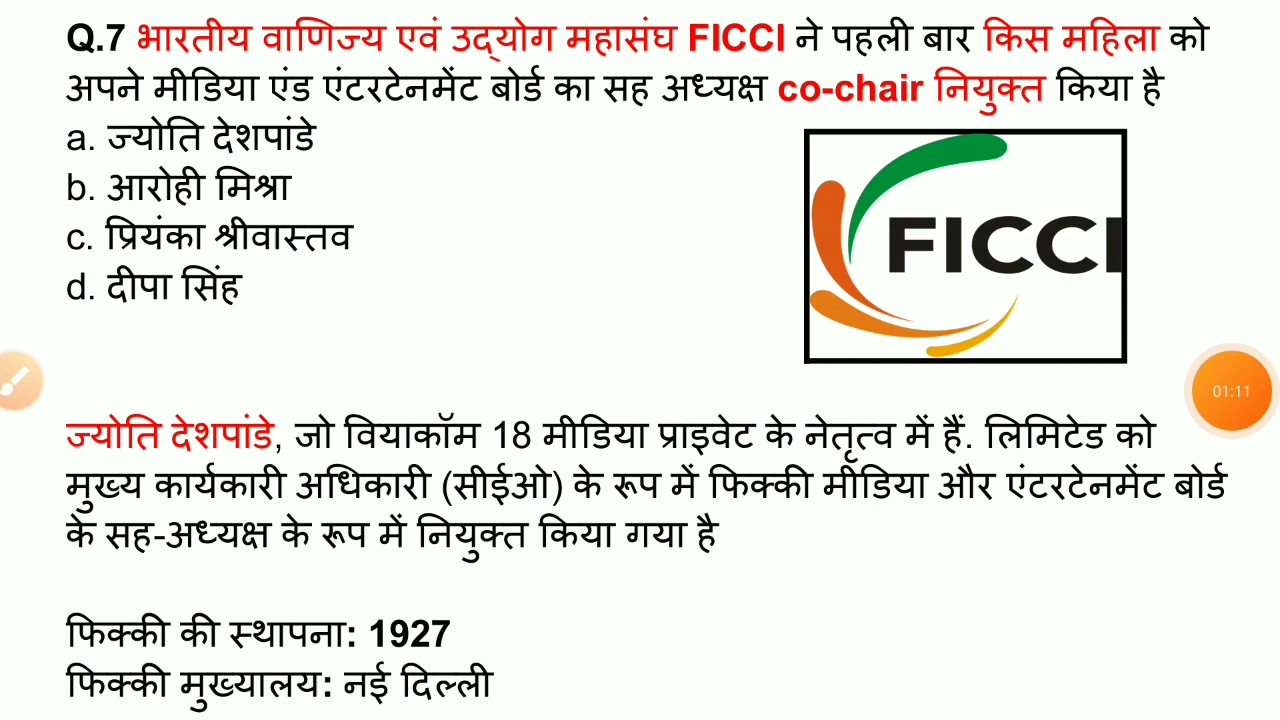 Q.7 भारतीय वाणिज्य एवं उद्योग महासंघ FICCI ने पहली बार किस महिला को
अपने मीडिया एंड एंटरटेनमेंट बोर्ड का सह अध्यक्ष co-chair नियुक्त किया है
a. ज्योति देशपांडे
b. आरोही मिश्रा
c. प्रियंका श्रीवास्तव
d. दीपा सिंह
FICCI
01:11
ज्योति देशपांडे, जो वियाकॉम 18 मीडिया प्राइवेट के नेतृत्व में हैं. लिमिटेड को
मुख्य कार्यकारी अधिकारी (सीईओ) के रूप में फिक्की मीडिया और एंटरटेनमेंट बोर्ड
के सह-अध्यक्ष के रूप में नियुक्त किया गया है
फिक्की की स्थापना: 1927
फिक्की मुख्यालय: नई दिल्ली